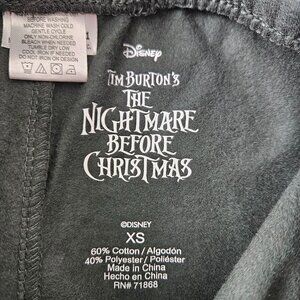 BEFORE WASHING
MACHINE WASH COLD
GENTLE CYCLE
ONLY NON-CHLORINE
BLEACH WHEN NEEDED
TUMBLE DRY LOW
COOL IRON IF NEEDED
DO NOT IRON ON DESIGN
Disney
TIM BURTON'S
THE
NIGHTMARE
BEFORE
CHRISTMAS
©DISNEY
XS
60% Cotton / Algodón
40% Polyester / Poliéster
Made in China
Hecho en China
RN# 71868